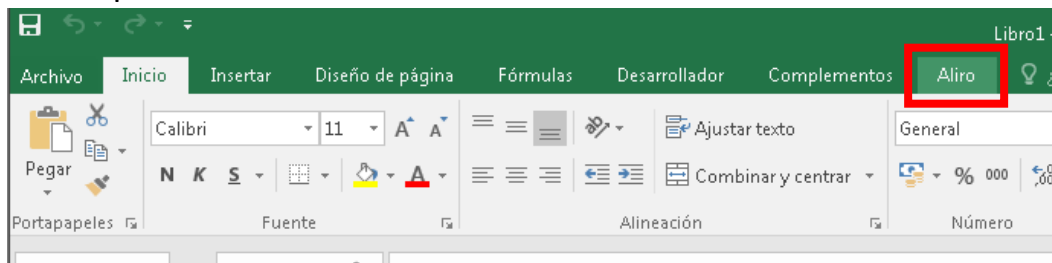 Libro1 -
Archivo Inicio Insertar Diseño de página Fórmulas Desarrollador Complementos Aliro
Calibri 11 A A Ajustar texto General
Pegar N K S A Combinar y centrar % 000
Portapapeles Fuente Alineación Número